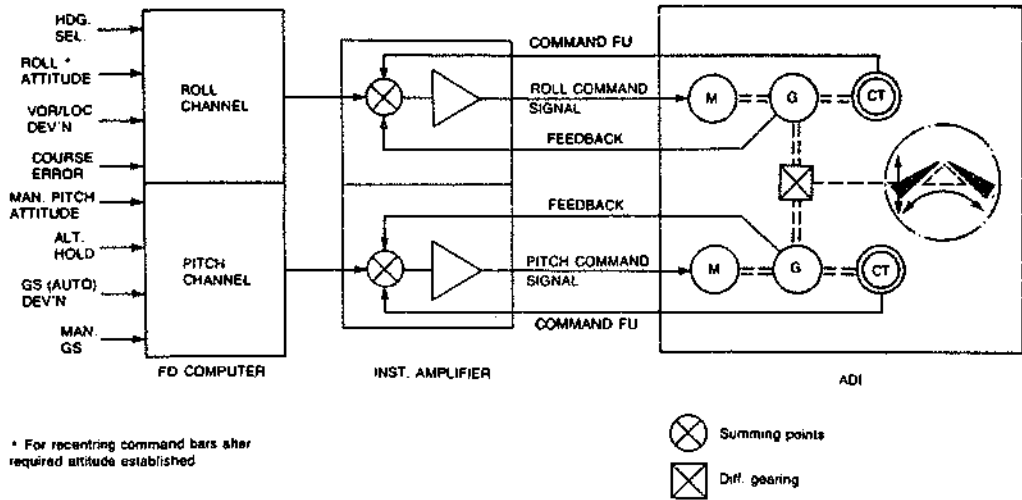 HDG.
SEL.
ROLL *
ATTITUDE
VOR/LOC
DEV'N
COURSE
ERROR
MAN. PITCH
ATTITUDE
ALT.
HOLD
GS (AUTO)
DEV'N
MAN.
GS
ROLL
CHANNEL
PITCH
CHANNEL
FD COMPUTER
INST. AMPLIFIER
COMMAND FU
ROLL COMMAND
SIGNAL
FEEDBACK
FEEDBACK
PITCH COMMAND
SIGNAL
COMMAND FU
M
G
CT
M
G
CT
ADI
* For recentring command bars after
required attitude established
Summing points
Diff. gearing